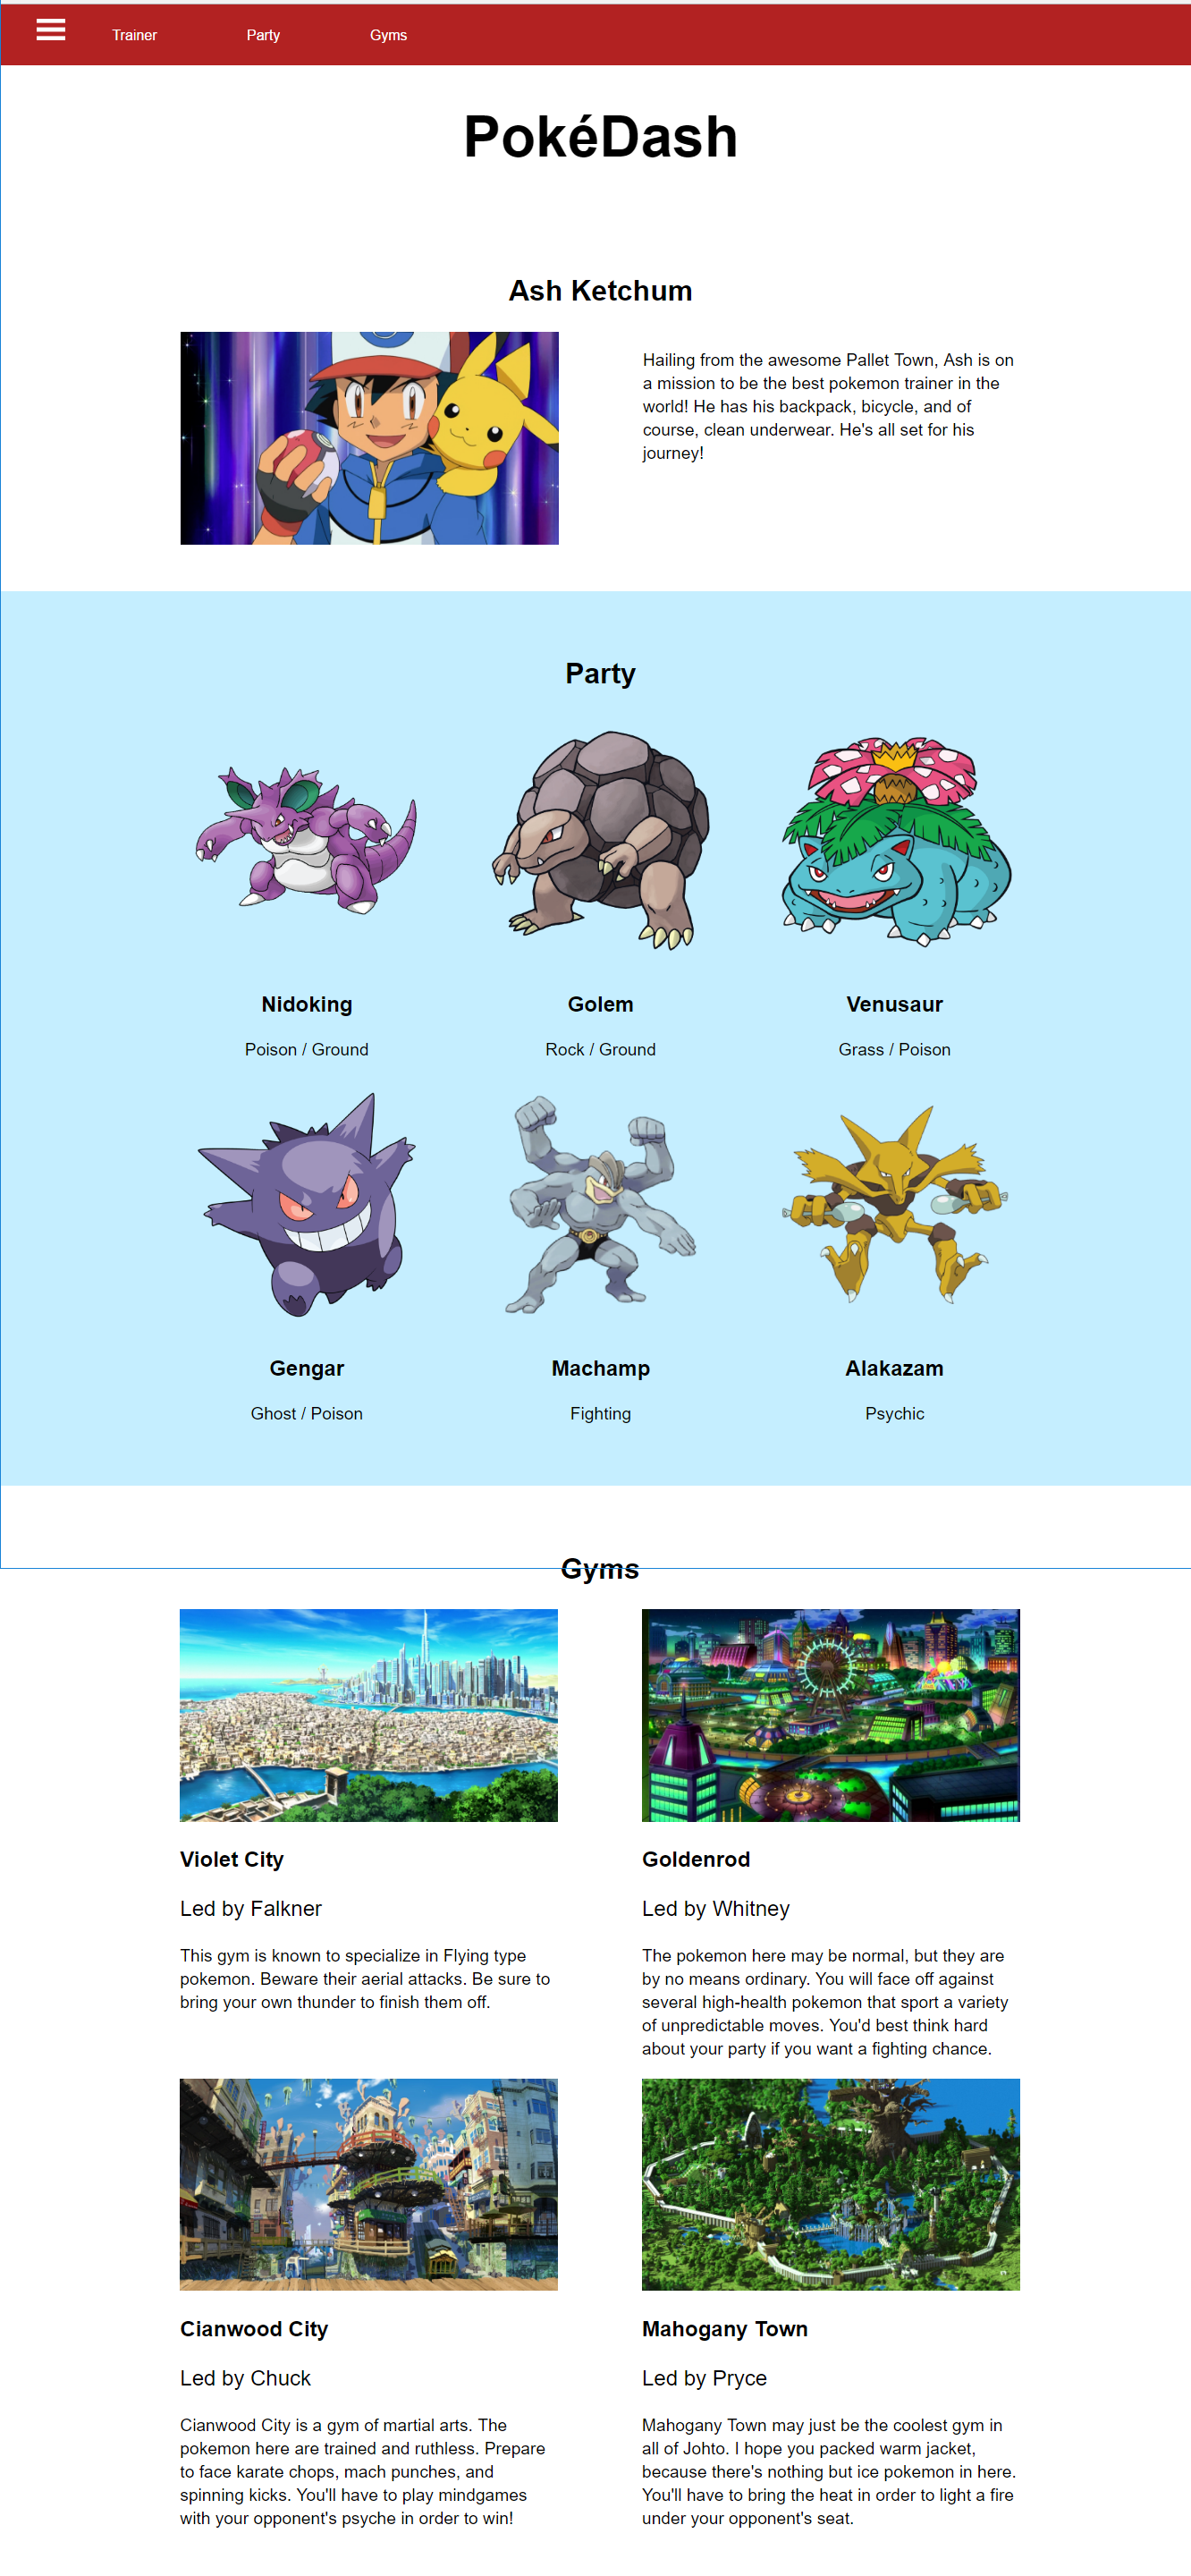 Trainer Party Gyms
PokéDash
Ash Ketchum
Hailing from the awesome Pallet Town, Ash is on
a mission to be the best pokemon trainer in the
world! He has his backpack, bicycle, and of
course, clean underwear. He's all set for his
journey!
Party
Nidoking
Poison / Ground
Golem
Rock / Ground
Venusaur
Grass / Poison
Gengar
Ghost / Poison
Machamp
Fighting
Alakazam
Psychic
Gyms
Violet City
Led by Falkner
This gym is known to specialize in Flying type
pokemon. Beware their aerial attacks. Be sure to
bring your own thunder to finish them off.
Goldenrod
Led by Whitney
The pokemon here may be normal, but they are
by no means ordinary. You will face off against
several high-health pokemon that sport a variety
of unpredictable moves. You'd best think hard
about your party if you want a fighting chance.
Cianwood City
Led by Chuck
Cianwood City is a gym of martial arts. The
pokemon here are trained and ruthless. Prepare
to face karate chops, mach punches, and
spinning kicks. You'll have to play mindgames
with your opponent's psyche in order to win!
Mahogany Town
Led by Pryce
Mahogany Town may just be the coolest gym in
all of Johto. I hope you packed warm jacket,
because there's nothing but ice pokemon in here.
You'll have to bring the heat in order to light a fire
under your opponent's seat.